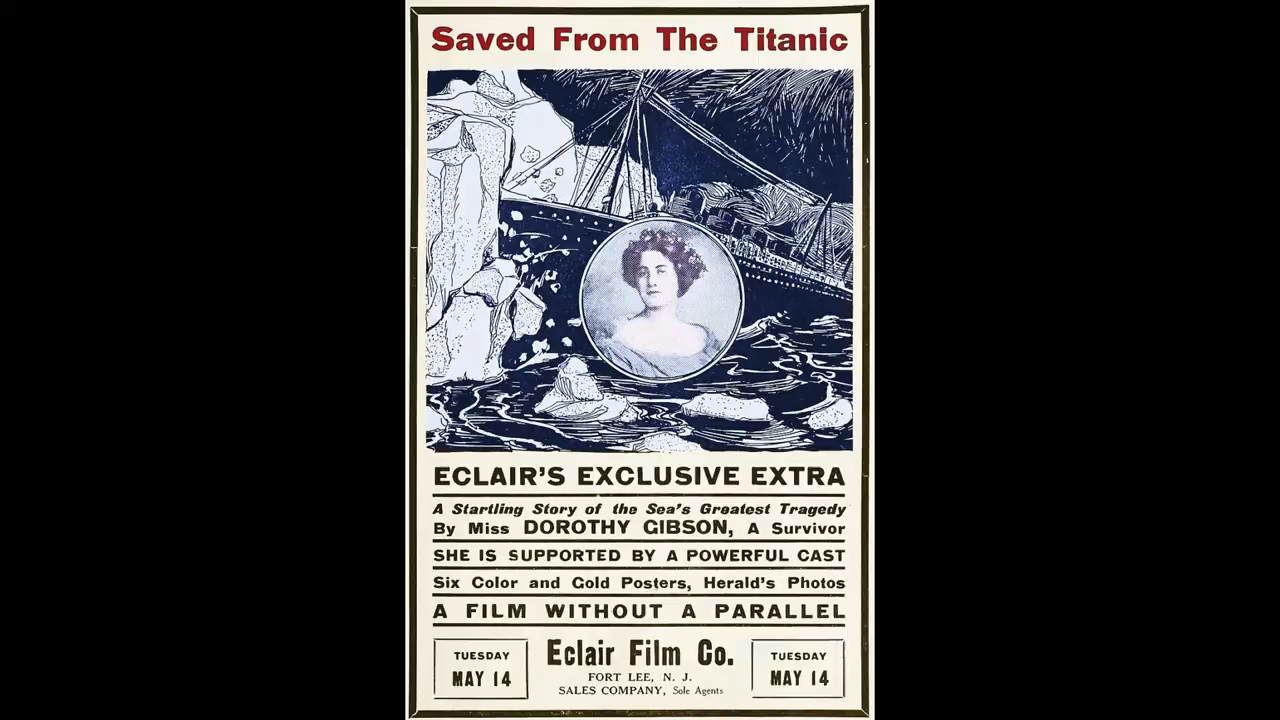 Saved From The Titanic
ECLAIR'S EXCLUSIVE EXTRA
A Startling Story of the Sea's Greatest Tragedy
By Miss DOROTHY GIBSON, A Survivor
SHE IS SUPPORTED BY A POWERFUL CAST
Six Color and Gold Posters, Herald's Photos
A FILM WITHOUT A PARALLEL
TUESDAY
MAY 14
Eclair Film Co.
FORT LEE, N. J.
SALES COMPANY, Sole Agents
TUESDAY
MAY 14